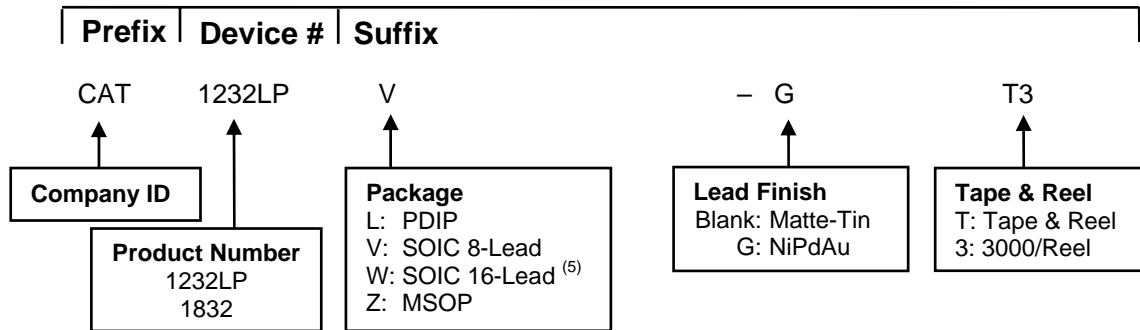 Prefix Device # Suffix
CAT 1232LP V – G T3
Company ID
Product Number
1232LP
1832
Package
L: PDIP
V: SOIC 8-Lead
W: SOIC 16-Lead (5)
Z: MSOP
Lead Finish
Blank: Matte-Tin
G: NiPdAu
Tape & Reel
T: Tape & Reel
3: 3000/Reel